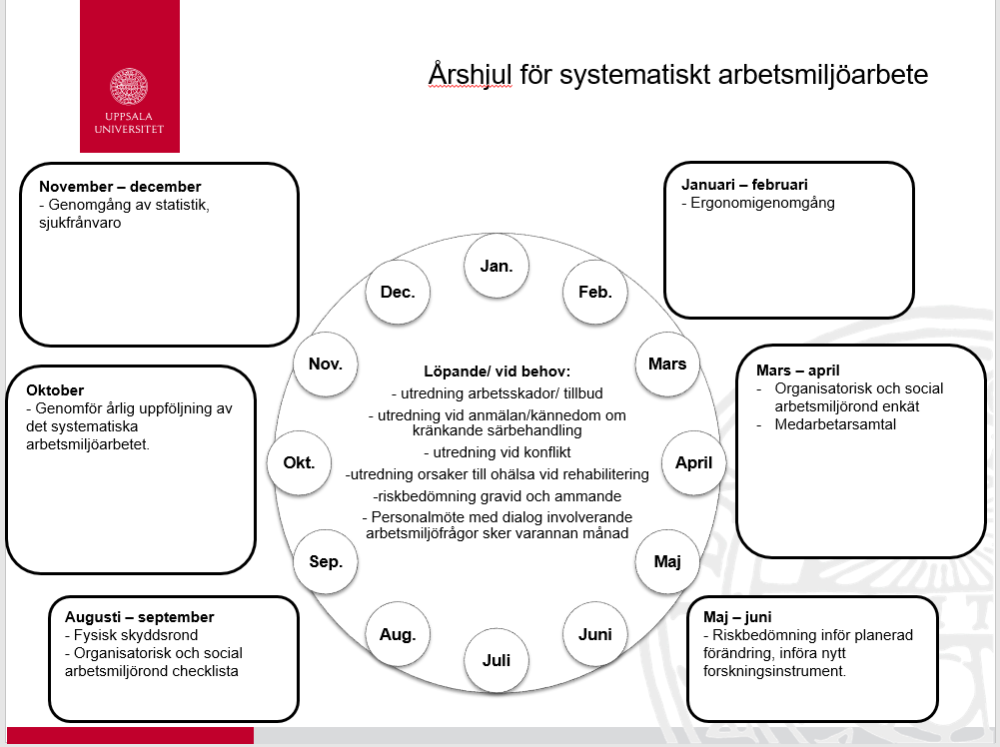 UPPSALA
UNIVERSITET
Årshjul för systematiskt arbetsmiljöarbete
November – december
- Genomgång av statistik,
sjukfrånvaro
Januari – februari
- Ergonomigenomgång
Oktober
- Genomför årlig uppföljning av
det systematiska
arbetsmiljöarbetet.
Mars – april
- Organisatorisk och social
arbetsmiljörond enkät
- Medarbetarsamtal
Augusti – september
- Fysisk skyddsrond
- Organisatorisk och social
arbetsmiljörond checklista
Maj – juni
- Riskbedömning inför planerad
förändring, införa nytt
forskningsinstrument.
Jan.
Feb.
Mars
April
Maj
Juni
Juli
Aug.
Sep.
Okt.
Nov.
Dec.
Löpande/ vid behov:
- utredning arbetsskador/ tillbud
- utredning vid anmälan/kännedom om
kränkande särbehandling
- utredning vid konflikt
-utredning orsaker till ohälsa vid rehabilitering
-riskbedömning gravid och ammande
- Personalmöte med dialog involverande
arbetsmiljöfrågor sker varannan månad